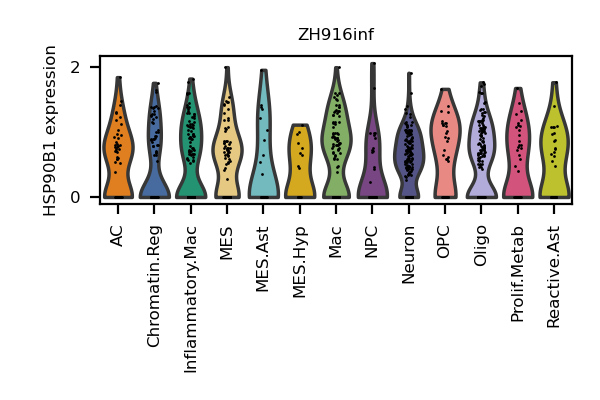 ZH916inf
HSP90B1 expression
2
0
AC
Chromatin.Reg
Inflammatory.Mac
MES
MES.Ast
MES.Hyp
Mac
NPC
Neuron
OPC
Oligo
Prolif.Metab
Reactive.Ast